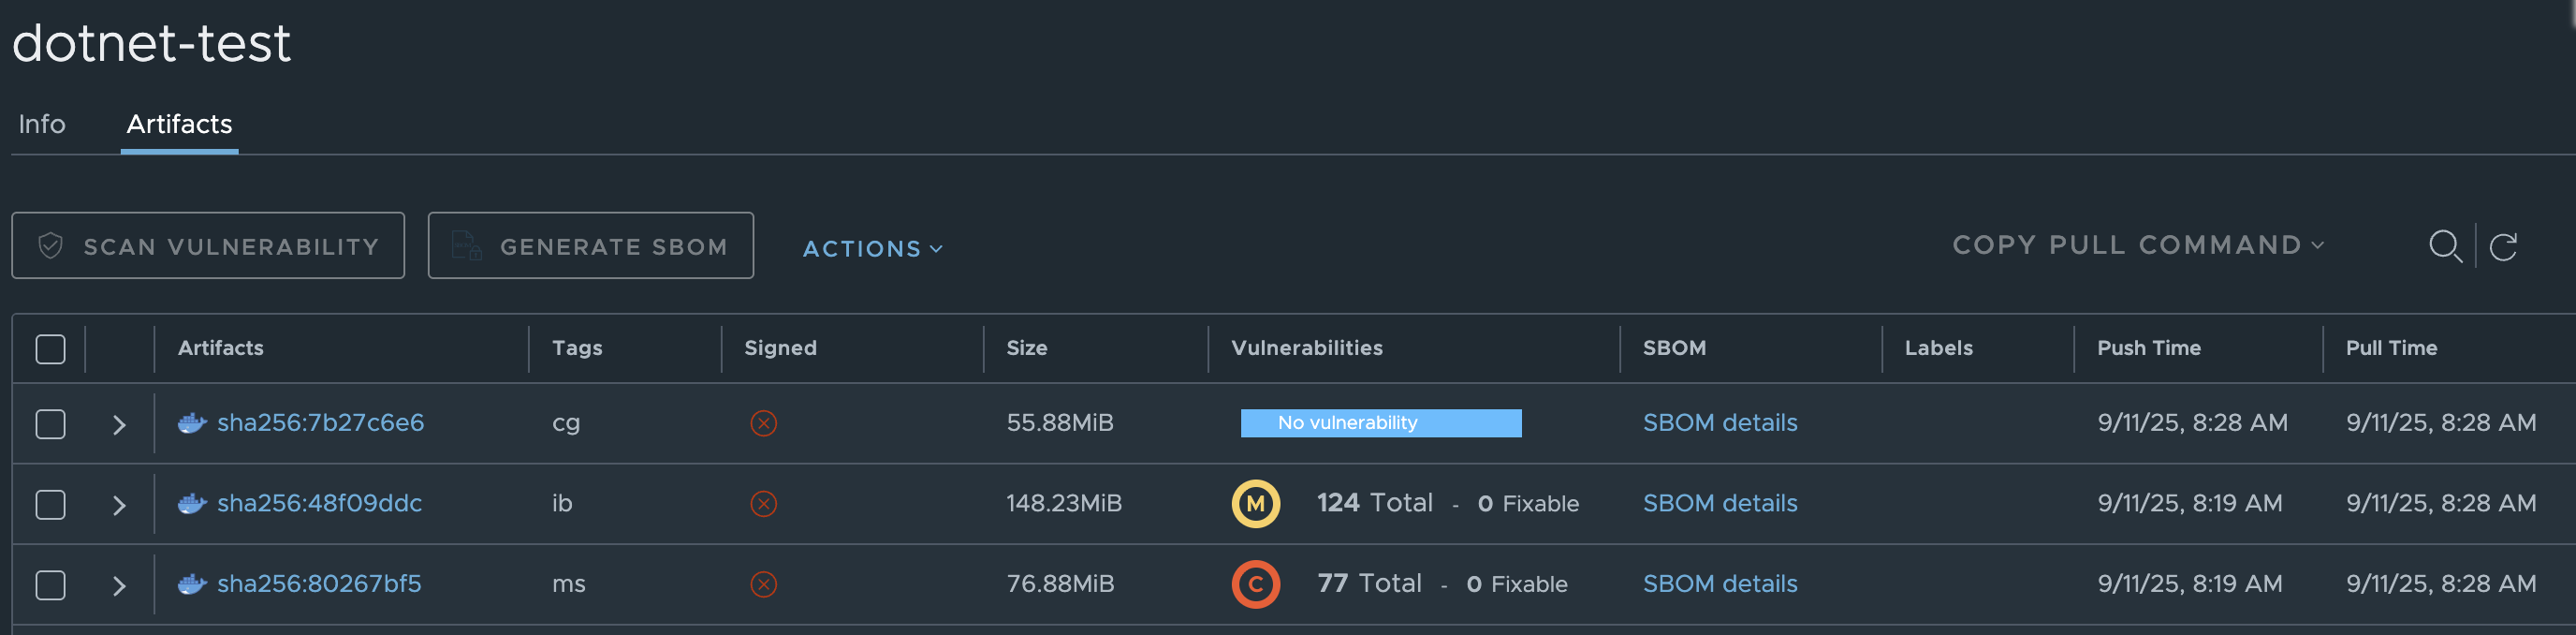 dotnet-test
Info Artifacts
SCAN VULNERABILITY GENERATE SBOM ACTIONS COPY PULL COMMAND
Artifacts Tags Signed Size Vulnerabilities SBOM Labels Push Time Pull Time
sha256:7b27c6e6 cg 55.88MiB No vulnerability SBOM details 9/11/25, 8:28 AM 9/11/25, 8:28 AM
sha256:48f09ddc ib 148.23MiB M 124 Total - 0 Fixable SBOM details 9/11/25, 8:19 AM 9/11/25, 8:28 AM
sha256:80267bf5 ms 76.88MiB C 77 Total - 0 Fixable SBOM details 9/11/25, 8:19 AM 9/11/25, 8:28 AM